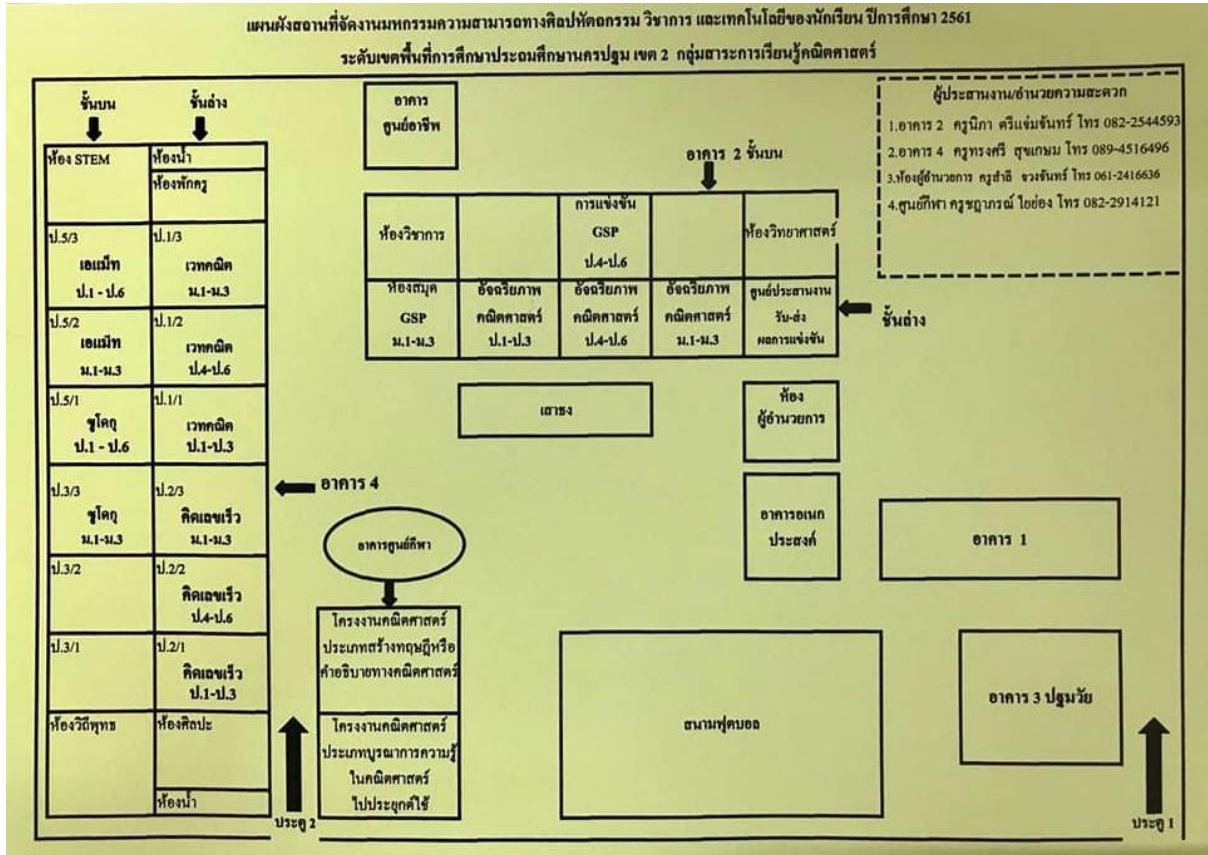 แผนผังสถานที่จัดงานมหกรรมความสามารถทางศิลปหัตถกรรม วิชาการ และเทคโนโลยีของนักเรียน ปีการศึกษา 2561
ระดับเขตพื้นที่การศึกษาประถมศึกษานครปฐม เขต 2 กลุ่มสาระการเรียนรู้คณิตศาสตร์
ชั้นบน
ชั้นล่าง
ห้อง STEM
ห้องน้ำ
ห้องพักครู
ป.5/3
เอแม็ท
ป.1 - ป.6
ป.1/3
เวทคณิต
ม.1-ม.3
ป.5/2
เอแม็ท
ม.1-ม.3
ป.1/2
เวทคณิต
ป.4-ป.6
ป.5/1
ซูโดกุ
ป.1 - ป.6
ป.1/1
เวทคณิต
ป.1-ป.3
ป.3/3
ซูโดกุ
ม.1-ม.3
ป.2/3
คิดเลขเร็ว
ม.1-ม.3
ป.3/2
ป.2/2
คิดเลขเร็ว
ป.4-ป.6
ป.3/1
ป.2/1
คิดเลขเร็ว
ป.1-ป.3
ห้องวิถีพุทธ
ห้องศิลปะ
ห้องน้ำ
อาคาร 4
ประตู 2
อาคาร
ศูนย์อาชีพ
อาคาร 2 ชั้นบน
ห้องวิชาการ
การแข่งขัน
GSP
ป.4-ป.6
ห้องวิทยาศาสตร์
ห้องสมุด
GSP
ม.1-ม.3
อัจฉริยภาพ
คณิตศาสตร์
ป.1-ป.3
อัจฉริยภาพ
คณิตศาสตร์
ป.4-ป.6
อัจฉริยภาพ
คณิตศาสตร์
ม.1-ม.3
ศูนย์ประสานงาน
รับ-ส่ง
ผลการแข่งขัน
ชั้นล่าง
เสาธง
ห้อง
ผู้อำนวยการ
อาคารอเนก
ประสงค์
อาคาร 1
อาคารศูนย์กีฬา
โครงงานคณิตศาสตร์
ประเภทสร้างทฤษฎีหรือ
คำอธิบายทางคณิตศาสตร์
โครงงานคณิตศาสตร์
ประเภทบูรณาการความรู้
ในคณิตศาสตร์
ไปประยุกต์ใช้
สนามฟุตบอล
อาคาร 3 ปฐมวัย
ประตู 1
ผู้ประสานงาน/อำนวยความสะดวก
1.อาคาร 2 ครูนิภา ตรีแจ่มจันทร์ โทร 082-2544593
2.อาคาร 4 ครูทรงศรี สุขเกษม โทร 089-4516496
3.ห้องผู้อำนวยการ ครูสำลี จวงจันทร์ โทร 061-2416636
4.ศูนย์กีฬา ครูชฎาภรณ์ ใยย่อง โทร 082-2914121